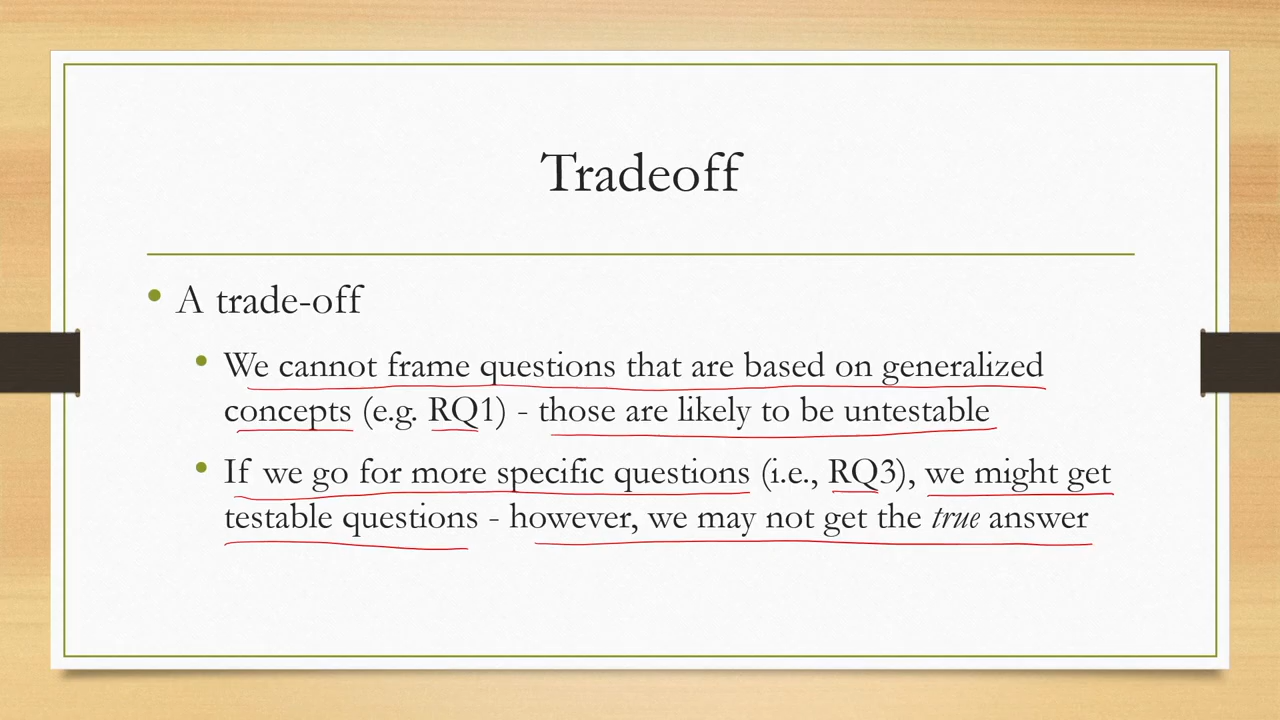 Tradeoff
A trade-off
We cannot frame questions that are based on generalized
concepts (e.g. RQ1) - those are likely to be untestable
If we go for more specific questions (i.e., RQ3), we might get
testable questions - however, we may not get the true answer